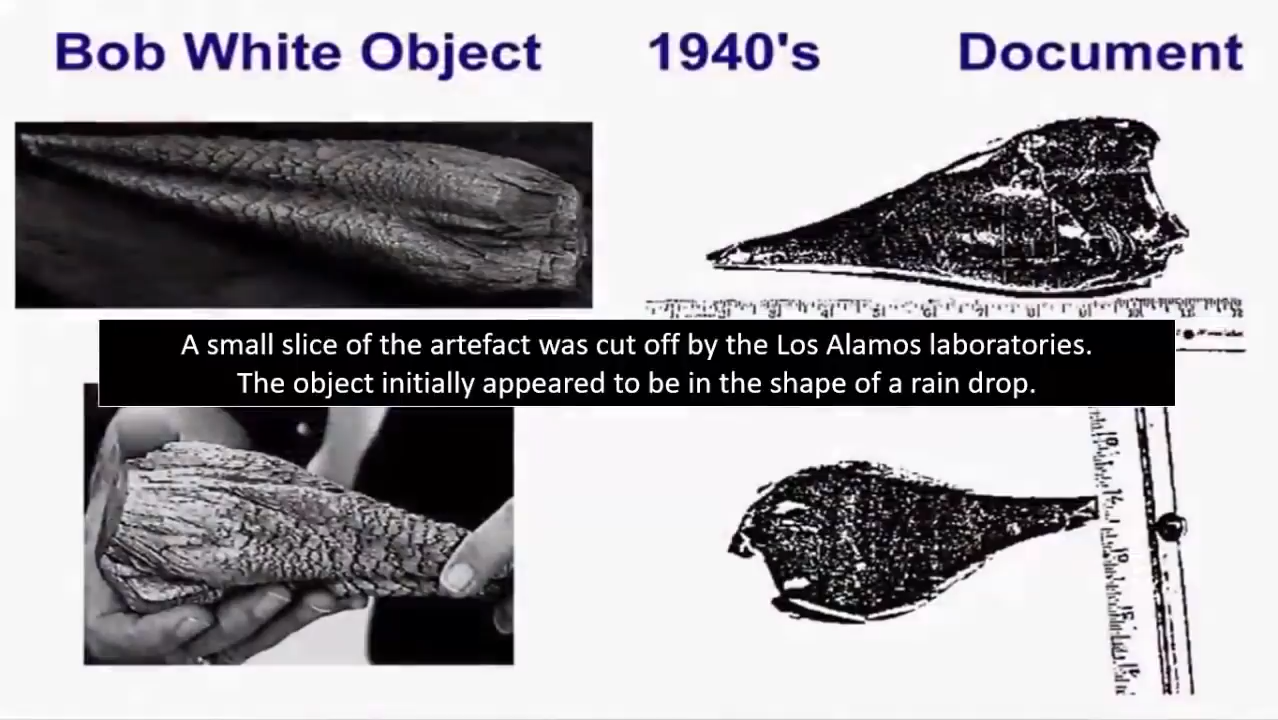 Bob White Object 1940's Document
A small slice of the artefact was cut off by the Los Alamos laboratories.
The object initially appeared to be in the shape of a rain drop.